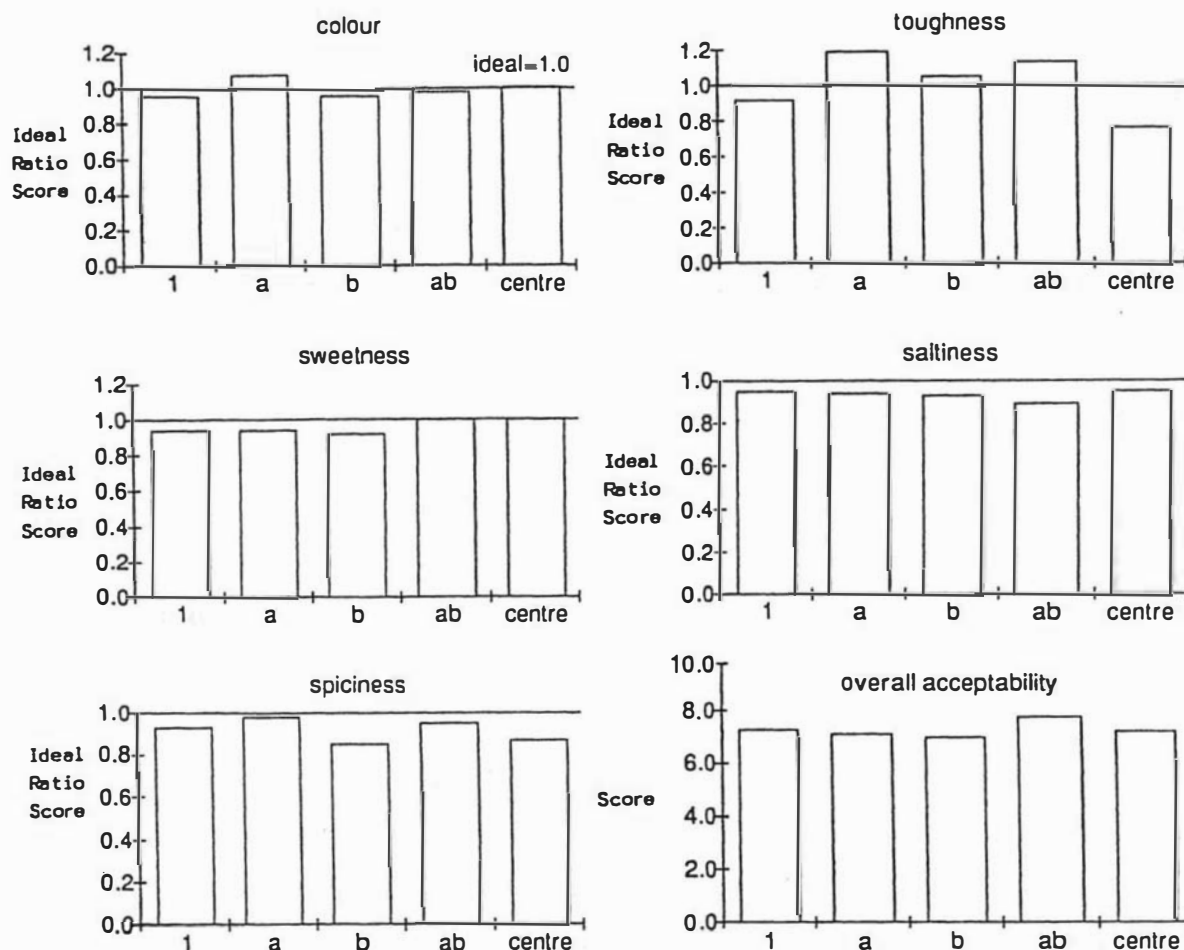 colour
1.2
1.0
0.8
0.6
0.4
0.2
0.0
Ideal
Ratio
Score
ideal=1.0
1 a b ab centre
toughness
1.2
1.0
0.8
0.6
0.4
0.2
0.0
Ideal
Ratio
Score
1 a b ab centre
sweetness
1.2
1.0
0.8
0.6
0.4
0.2
0.0
Ideal
Ratio
Score
1 a b ab centre
saltiness
1.0
0.8
0.6
0.4
0.2
0.0
Ideal
Ratio
Score
1 a b ab centre
spiciness
1.0
0.8
0.6
0.4
0.2
0.0
Ideal
Ratio
Score
1 a b ab centre
overall acceptability
10.0
8.0
6.0
4.0
2.0
0.0
Score
1 a b ab centre